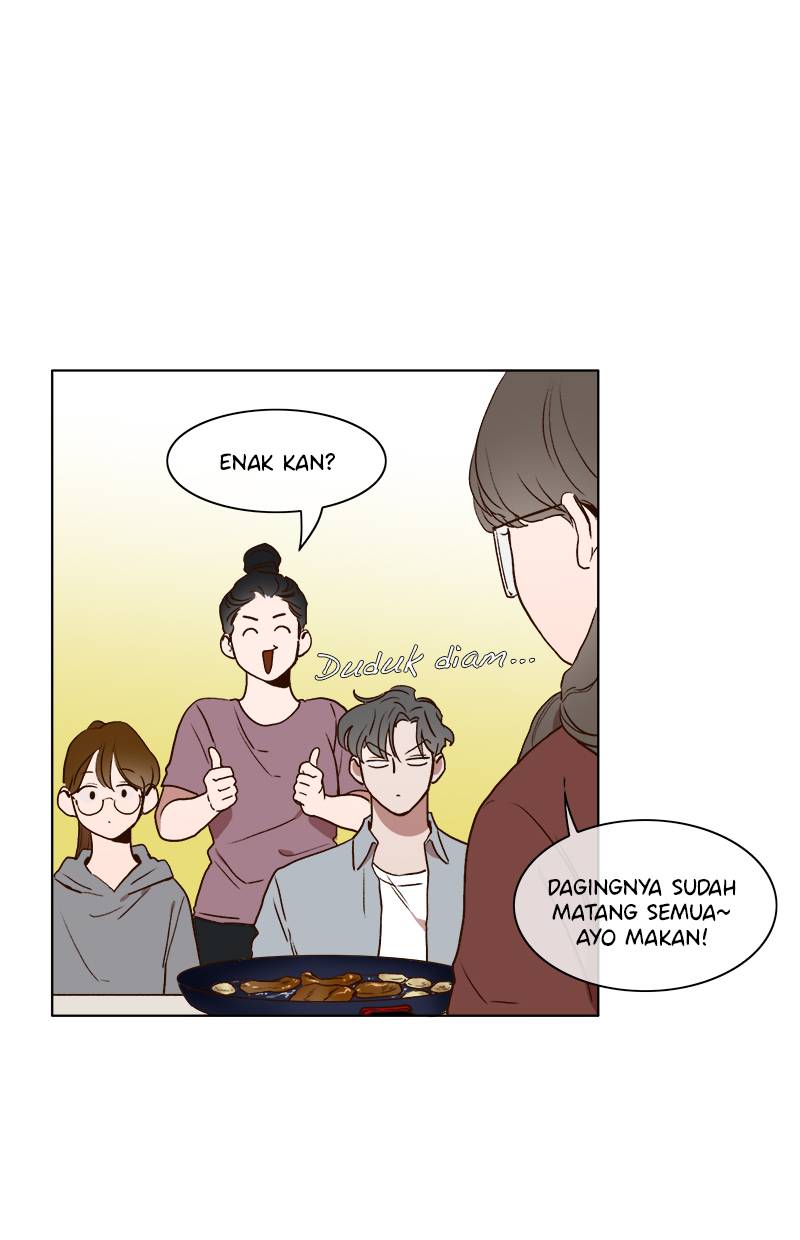 ENAK KAN?
Duduk diam...
DAGINGNYA SUDAH
MATANG SEMUA~
AYO MAKAN!